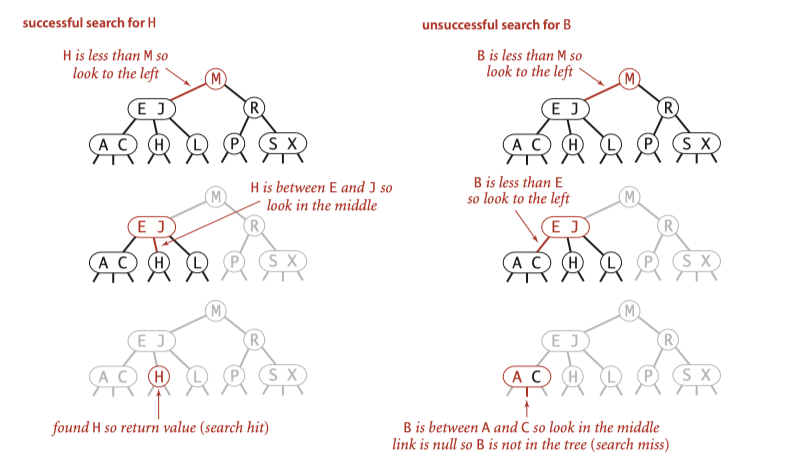 successful search for H
H is less than M so
look to the left
M
E J
R
A C
H
L
P
S X
H is between E and J so
look in the middle
M
E J
R
A C
H
L
P
S X
M
E J
R
A C
H
L
P
S X
found H so return value (search hit)
unsuccessful search for B
B is less than M so
look to the left
M
E J
R
A C
H
L
P
S X
B is less than E
so look to the left
M
E J
R
A C
H
L
P
S X
M
E J
R
A C
H
L
P
S X
B is between A and C so look in the middle
link is null so B is not in the tree (search miss)